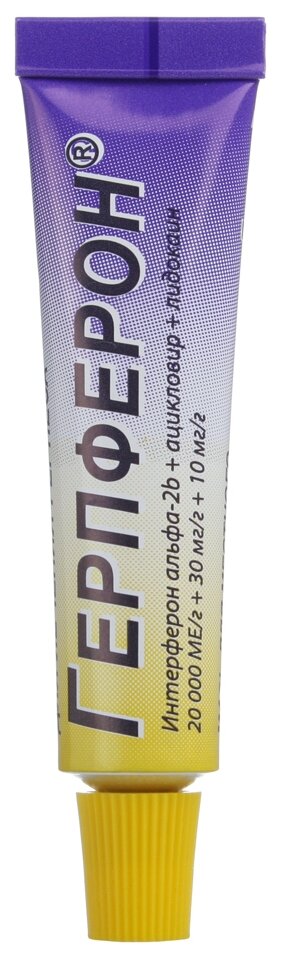 ГЕРПФЕРОН®
Интерферон альфа-2b + ацикловир + лидокаин
20 000 МЕ/г + 30 мг/г + 10 мг/г